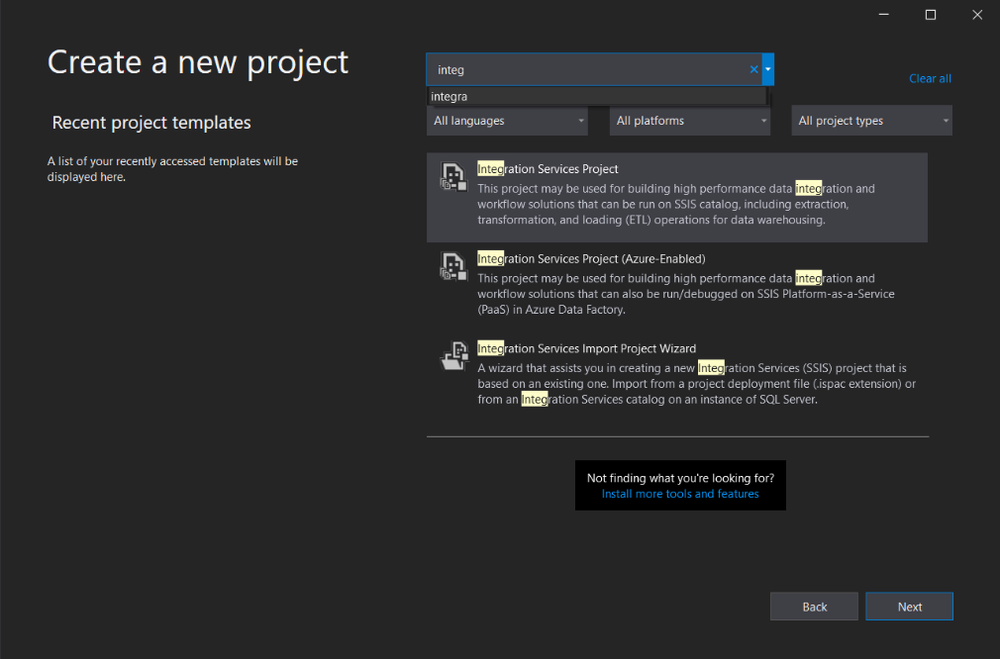 Create a new project
integ
integra
Clear all
Recent project templates
All languages
All platforms
All project types
A list of your recently accessed templates will be
displayed here.
Integration Services Project
This project may be used for building high performance data integration and
workflow solutions that can be run on SSIS catalog, including extraction,
transformation, and loading (ETL) operations for data warehousing.
Integration Services Project (Azure-Enabled)
This project may be used for building high performance data integration and
workflow solutions that can also be run/debugged on SSIS Platform-as-a-Service
(PaaS) in Azure Data Factory.
Integration Services Import Project Wizard
A wizard that assists you in creating a new Integration Services (SSIS) project that is
based on an existing one. Import from a project deployment file (.ispac extension) or
from an Integration Services catalog on an instance of SQL Server.
Not finding what you're looking for?
Install more tools and features
Back
Next